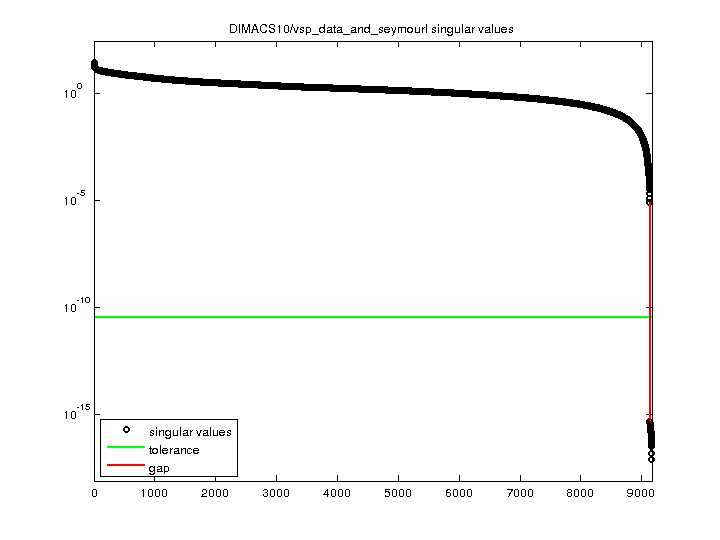 DIMACS10/vsp_data_and_seymourl singular values
10^0
10^-5
10^-10
10^-15
singular values
tolerance
gap
0 1000 2000 3000 4000 5000 6000 7000 8000 9000